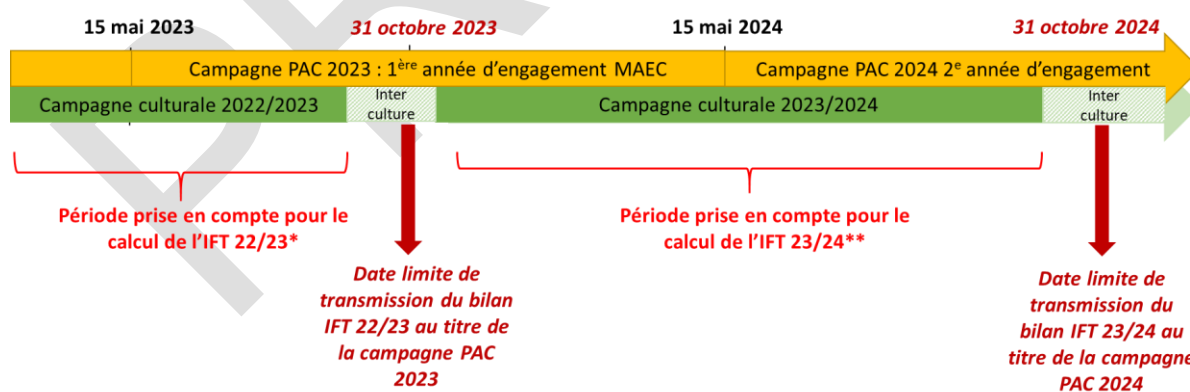 15 mai 2023
31 octobre 2023
15 mai 2024
31 octobre 2024
Campagne PAC 2023 : 1ère année d’engagement MAEC
Campagne PAC 2024 2e année d’engagement
Campagne culturale 2022/2023
Inter
culture
Campagne culturale 2023/2024
Inter
culture
Période prise en compte pour le
calcul de l’IFT 22/23*
Période prise en compte pour le
calcul de l’IFT 23/24**
Date limite de
transmission du bilan
IFT 22/23 au titre de
la campagne PAC
2023
Date limite de
transmission du
bilan IFT 23/24 au
titre de la campagne
PAC 2024